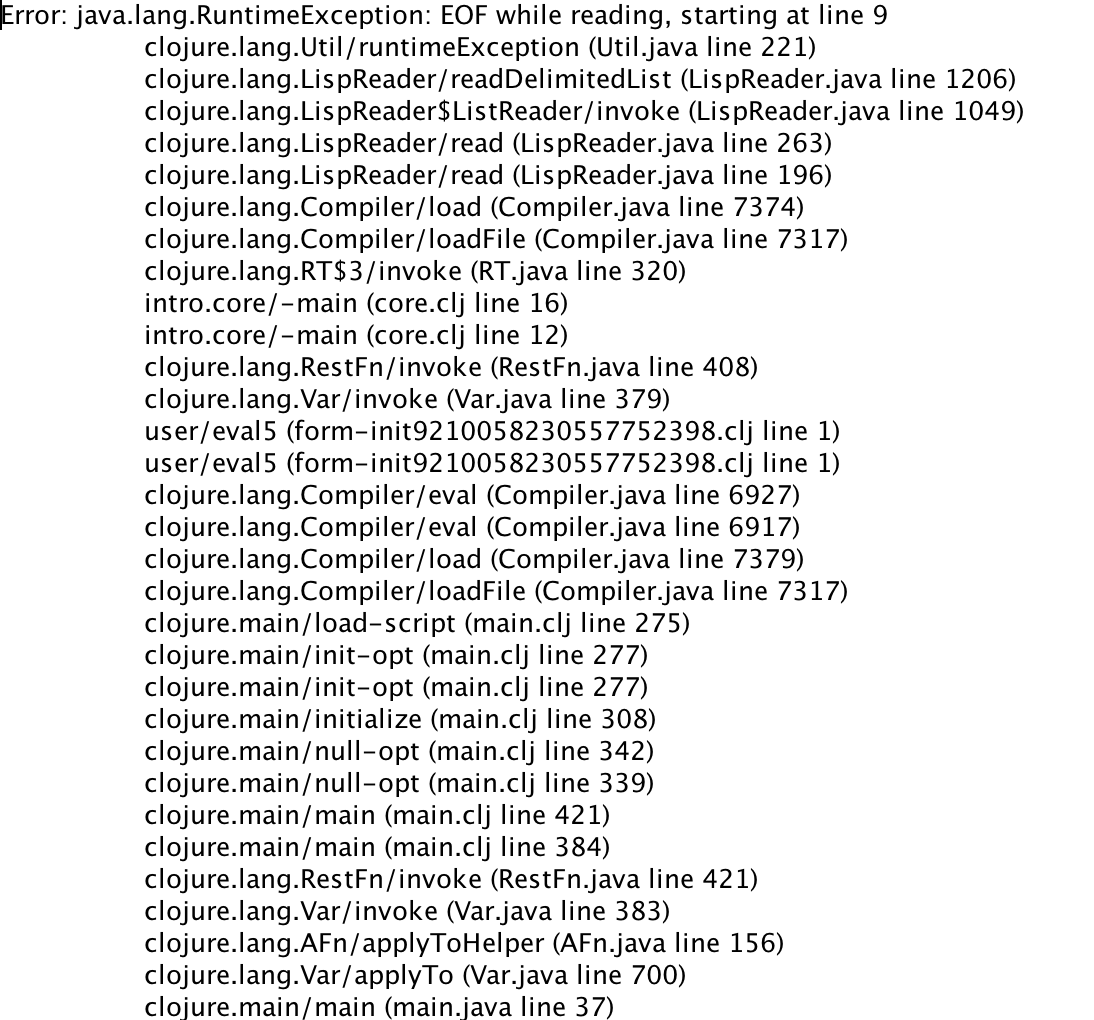 Error: java.lang.RuntimeException: EOF while reading, starting at line 9
clojure.lang.Util/runtimeException (Util.java line 221)
clojure.lang.LispReader/readDelimitedList (LispReader.java line 1206)
clojure.lang.LispReader$ListReader/invoke (LispReader.java line 1049)
clojure.lang.LispReader/read (LispReader.java line 263)
clojure.lang.LispReader/read (LispReader.java line 196)
clojure.lang.Compiler/load (Compiler.java line 7374)
clojure.lang.Compiler/loadFile (Compiler.java line 7317)
clojure.lang.RT$3/invoke (RT.java line 320)
intro.core/-main (core.clj line 16)
intro.core/-main (core.clj line 12)
clojure.lang.RestFn/invoke (RestFn.java line 408)
clojure.lang.Var/invoke (Var.java line 379)
user/eval5 (form-init9210058230557752398.clj line 1)
user/eval5 (form-init9210058230557752398.clj line 1)
clojure.lang.Compiler/eval (Compiler.java line 6927)
clojure.lang.Compiler/eval (Compiler.java line 6917)
clojure.lang.Compiler/load (Compiler.java line 7379)
clojure.lang.Compiler/loadFile (Compiler.java line 7317)
clojure.main/load-script (main.clj line 275)
clojure.main/init-opt (main.clj line 277)
clojure.main/init-opt (main.clj line 277)
clojure.main/initialize (main.clj line 308)
clojure.main/null-opt (main.clj line 342)
clojure.main/null-opt (main.clj line 339)
clojure.main/main (main.clj line 421)
clojure.main/main (main.clj line 384)
clojure.lang.RestFn/invoke (RestFn.java line 421)
clojure.lang.Var/invoke (Var.java line 383)
clojure.lang.AFn/applyToHelper (AFn.java line 156)
clojure.lang.Var/applyTo (Var.java line 700)
clojure.main/main (main.java line 37)